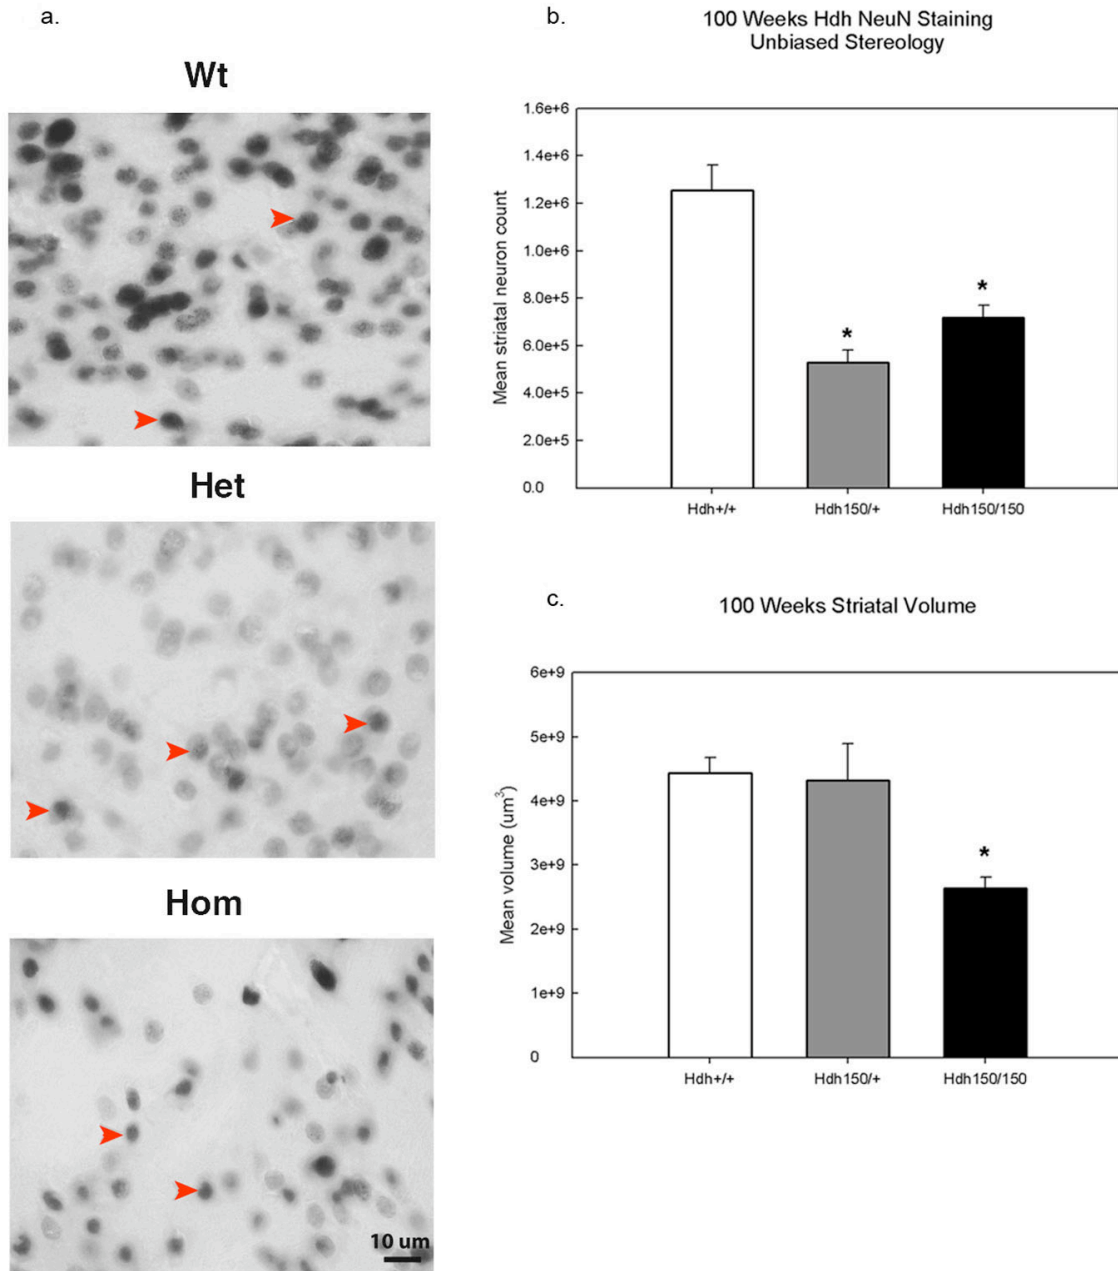 a.
Wt
Het
Hom
10 um
b.
100 Weeks Hdh NeuN Staining
Unbiased Stereology
Mean striatal neuron count
1.6e+6
1.4e+6
1.2e+6
1.0e+6
8.0e+5
6.0e+5
4.0e+5
2.0e+5
0.0
*
*
Hdh+/+
Hdh150/+
Hdh150/150
c.
100 Weeks Striatal Volume
Mean volume (um³)
6e+9
5e+9
4e+9
3e+9
2e+9
1e+9
0
*
Hdh+/+
Hdh150/+
Hdh150/150